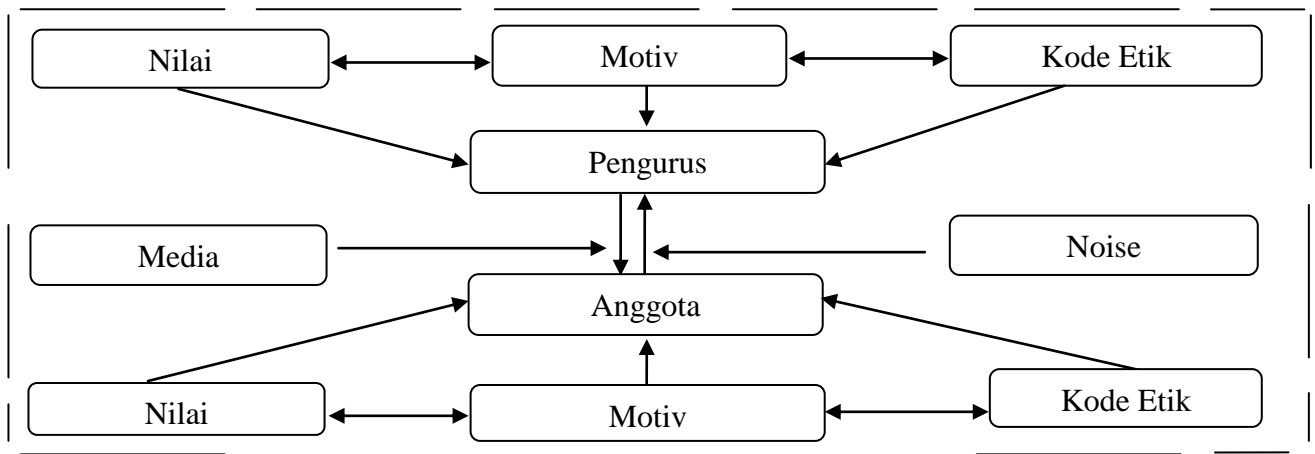 Nilai
Motiv
Kode Etik
Pengurus
Media
Noise
Anggota
Nilai
Motiv
Kode Etik